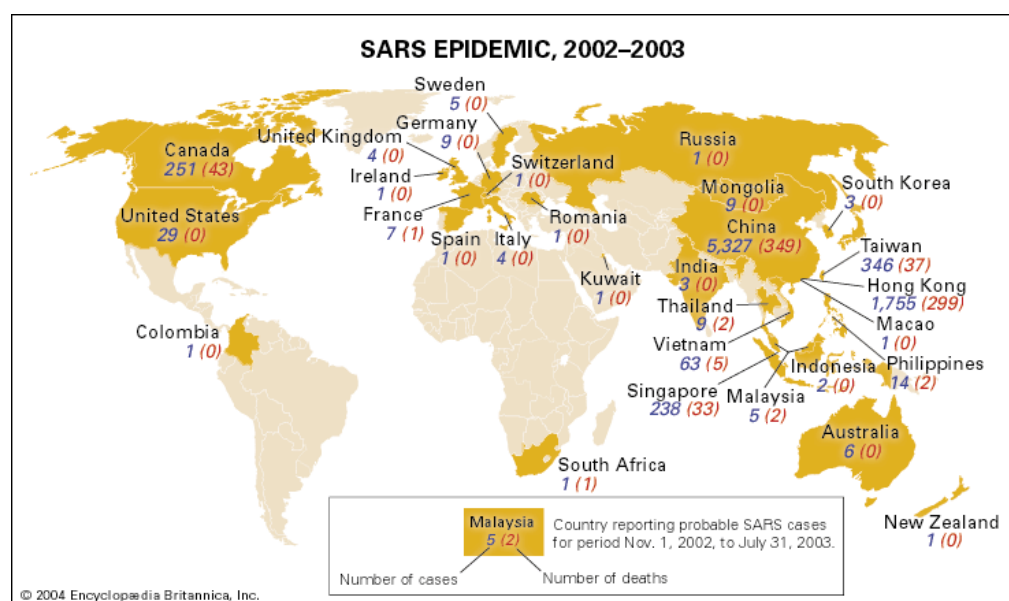 SARS EPIDEMIC, 2002–2003
Sweden
5 (0)
Germany
9 (0)
United Kingdom
4 (0)
Ireland
1 (0)
France
7 (1)
Switzerland
1 (0)
Spain
1 (0)
Italy
4 (0)
Romania
1 (0)
Canada
251 (43)
United States
29 (0)
Colombia
1 (0)
Russia
1 (0)
Mongolia
9 (0)
South Korea
3 (0)
China
5,327 (349)
Taiwan
346 (37)
Hong Kong
1,755 (299)
Macao
1 (0)
Kuwait
1 (0)
India
3 (0)
Thailand
9 (2)
Vietnam
63 (5)
Singapore
238 (33)
Malaysia
5 (2)
Indonesia
2 (0)
Philippines
14 (2)
Australia
6 (0)
New Zealand
1 (0)
South Africa
1 (1)
Malaysia
5 (2)
Country reporting probable SARS cases
for period Nov. 1, 2002, to July 31, 2003.
Number of cases
Number of deaths
© 2004 Encyclopædia Britannica, Inc.